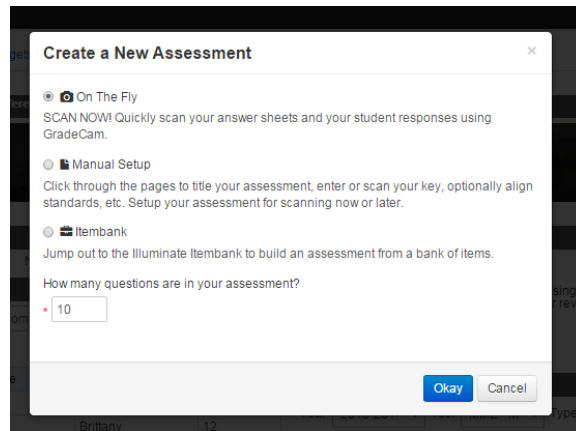 Create a New Assessment ×
On The Fly
SCAN NOW! Quickly scan your answer sheets and your student responses using
GradeCam.
Manual Setup
Click through the pages to title your assessment, enter or scan your key, optionally align
standards, etc. Setup your assessment for scanning now or later.
Itembank
Jump out to the Illuminate Itembank to build an assessment from a bank of items.
How many questions are in your assessment?
* 10
Okay Cancel
Brittany 12